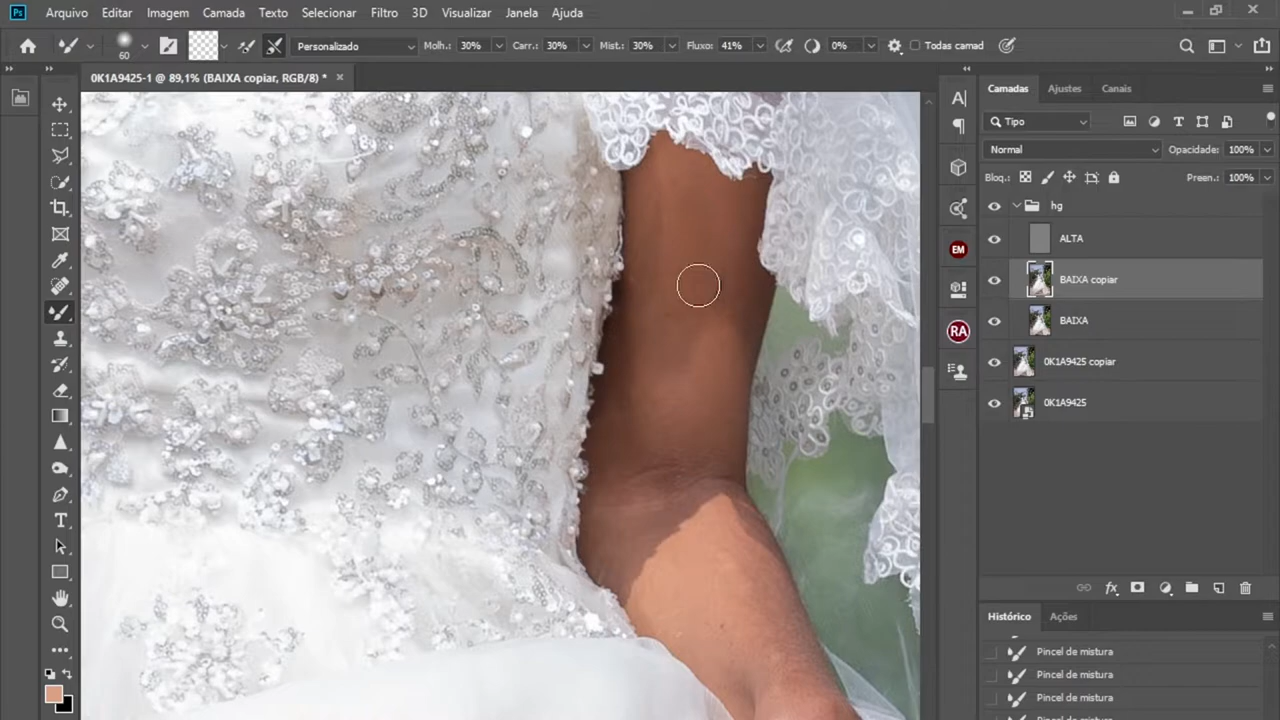 Ps Arquivo Editar Imagem Camada Texto Selecionar Filtro 3D Visualizar Janela Ajuda
60 Personalizado Molh.: 30% Carr.: 30% Mist.: 30% Fluxo: 41% 0% Todas camad
0K1A9425-1 @ 89,1% (BAIXA copiar, RGB/8) *
Camadas Ajustes Canais
Tipo
Normal Opacidade: 100%
Bloq.: Preen.: 100%
hg
ALTA
EM
BAIXA copiar
BAIXA
RA
0K1A9425 copiar
0K1A9425
fx
Histórico Ações
Pincel de mistura
Pincel de mistura
Pincel de mistura